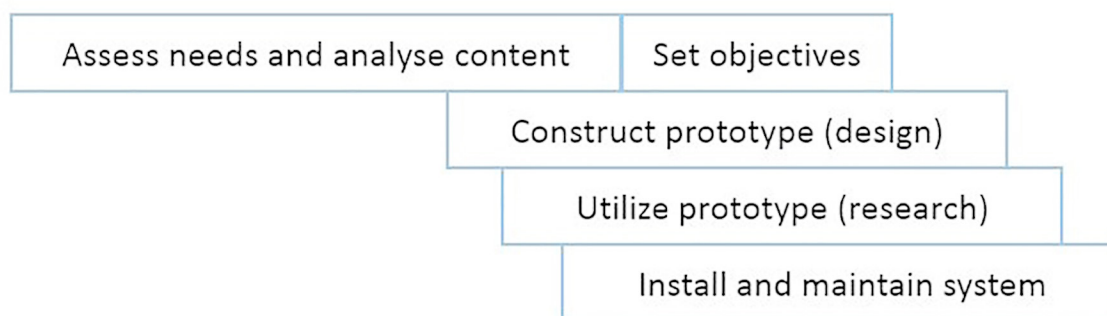 Assess needs and analyse content
Set objectives
Construct prototype (design)
Utilize prototype (research)
Install and maintain system